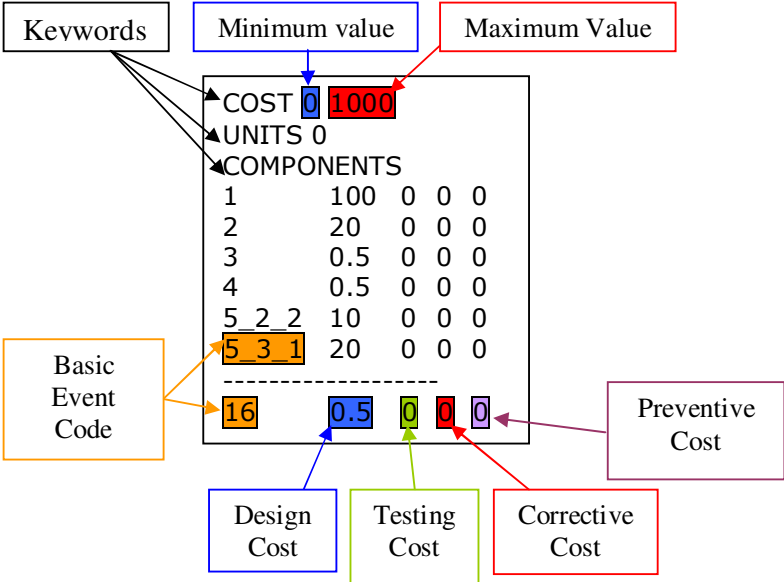 Keywords
Minimum value
Maximum Value
COST 0 1000
UNITS 0
COMPONENTS
1 100 0 0 0
2 20 0 0 0
3 0.5 0 0 0
4 0.5 0 0 0
5_2_2 10 0 0 0
5_3_1 20 0 0 0
--------------------
16 0.5 0 0 0
Basic
Event
Code
Preventive
Cost
Design
Cost
Testing
Cost
Corrective
Cost